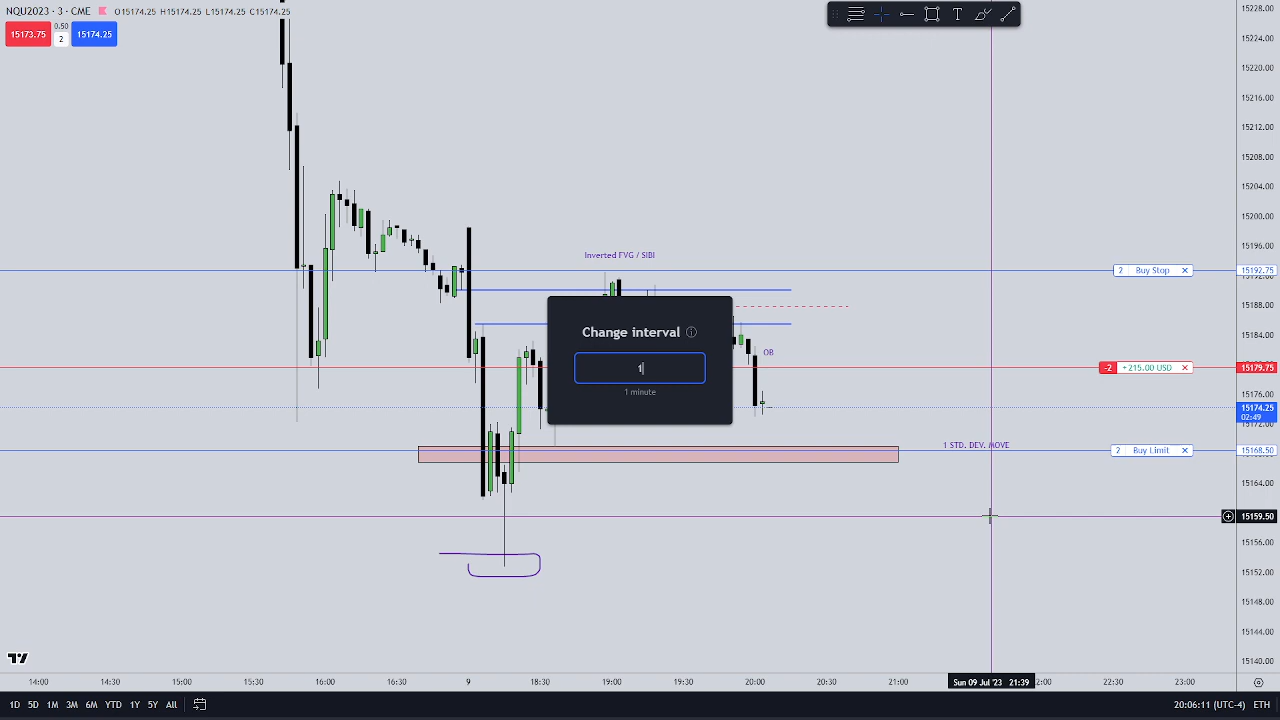 NQU2023 · 3 · CME O15174.25 H15174.25 L15174.25 C15174.25
15173.75 0.50 2 15174.25
15228.00
15224.00
15220.00
15216.00
15212.00
15208.00
15204.00
15200.00
15196.00
Inverted FVG / SIBI
2 Buy Stop × 15192.75
15188.00
Change interval
15184.00
OB
1
-2 +215.00 USD × 15179.75
1 minute
15176.00
15174.25
02:49
15172.00
1 STD. DEV. MOVE
2 Buy Limit × 15168.50
15164.00
15159.50
15156.00
15152.00
15148.00
15144.00
15140.00
14:00 14:30 15:00 15:30 16:00 16:30 9 18:30 19:00 19:30 20:00 20:30 21:00 Sun 09 Jul '23 21:39 2:00 22:30 23:00
1D 5D 1M 3M 6M YTD 1Y 5Y All 20:06:11 (UTC-4) ETH